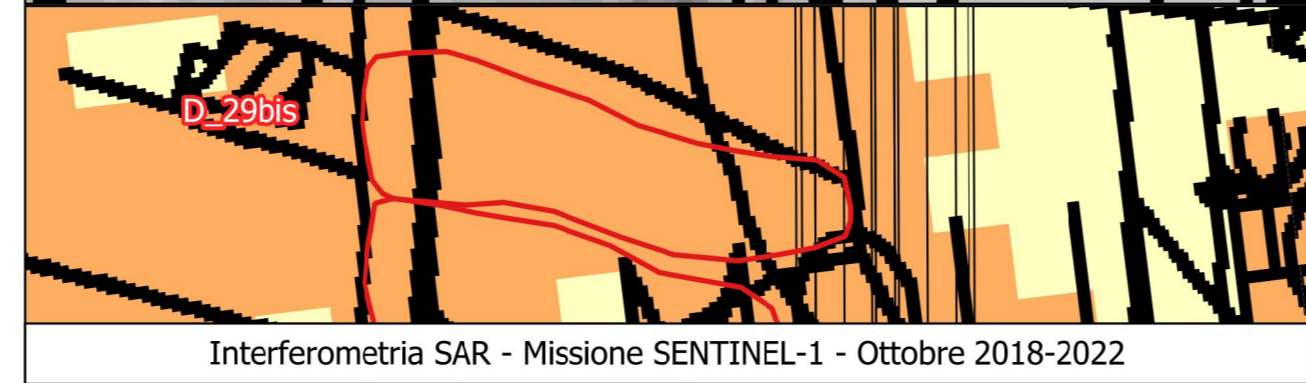 D_29bis
Interferometria SAR - Missione SENTINEL-1 - Ottobre 2018-2022